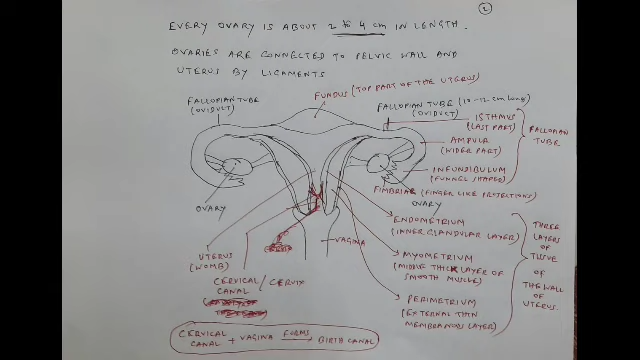 2
EVERY OVARY IS ABOUT 2 to 4 cm IN LENGTH.
OVARIES ARE CONNECTED TO PELVIC WALL AND
UTERUS BY LIGAMENTS
FUNDUS (TOP PART OF THE UTERUS)
FALLOPIAN TUBE
(OVIDUCT)
FALLOPIAN TUBE (10-12 cm long)
(OVIDUCT)
ISTHMUS
(LAST PART)
AMPULA
(WIDER PART)
INFUNDIBULUM
(FUNNEL SHAPED)
FALLOPIAN
TUBE
FIMBRIAE (FINGER LIKE PROJECTIONS)
OVARY
OVARY
ENDOMETRIUM
(INNER GLANDULAR LAYER)
MYOMETRIUM
(MIDDLE THICK LAYER OF
SMOOTH MUSCLE)
PERIMETRIUM
(EXTERNAL THIN
MEMBRANOUS LAYER)
THREE
LAYERS
OF
TISSUE
OF
THE WALL
OF
UTERUS.
VAGINA
UTERUS
(WOMB)
CERVICAL / CERVIX
CANAL
CERVICAL + VAGINA FORMS BIRTH CANAL
CANAL